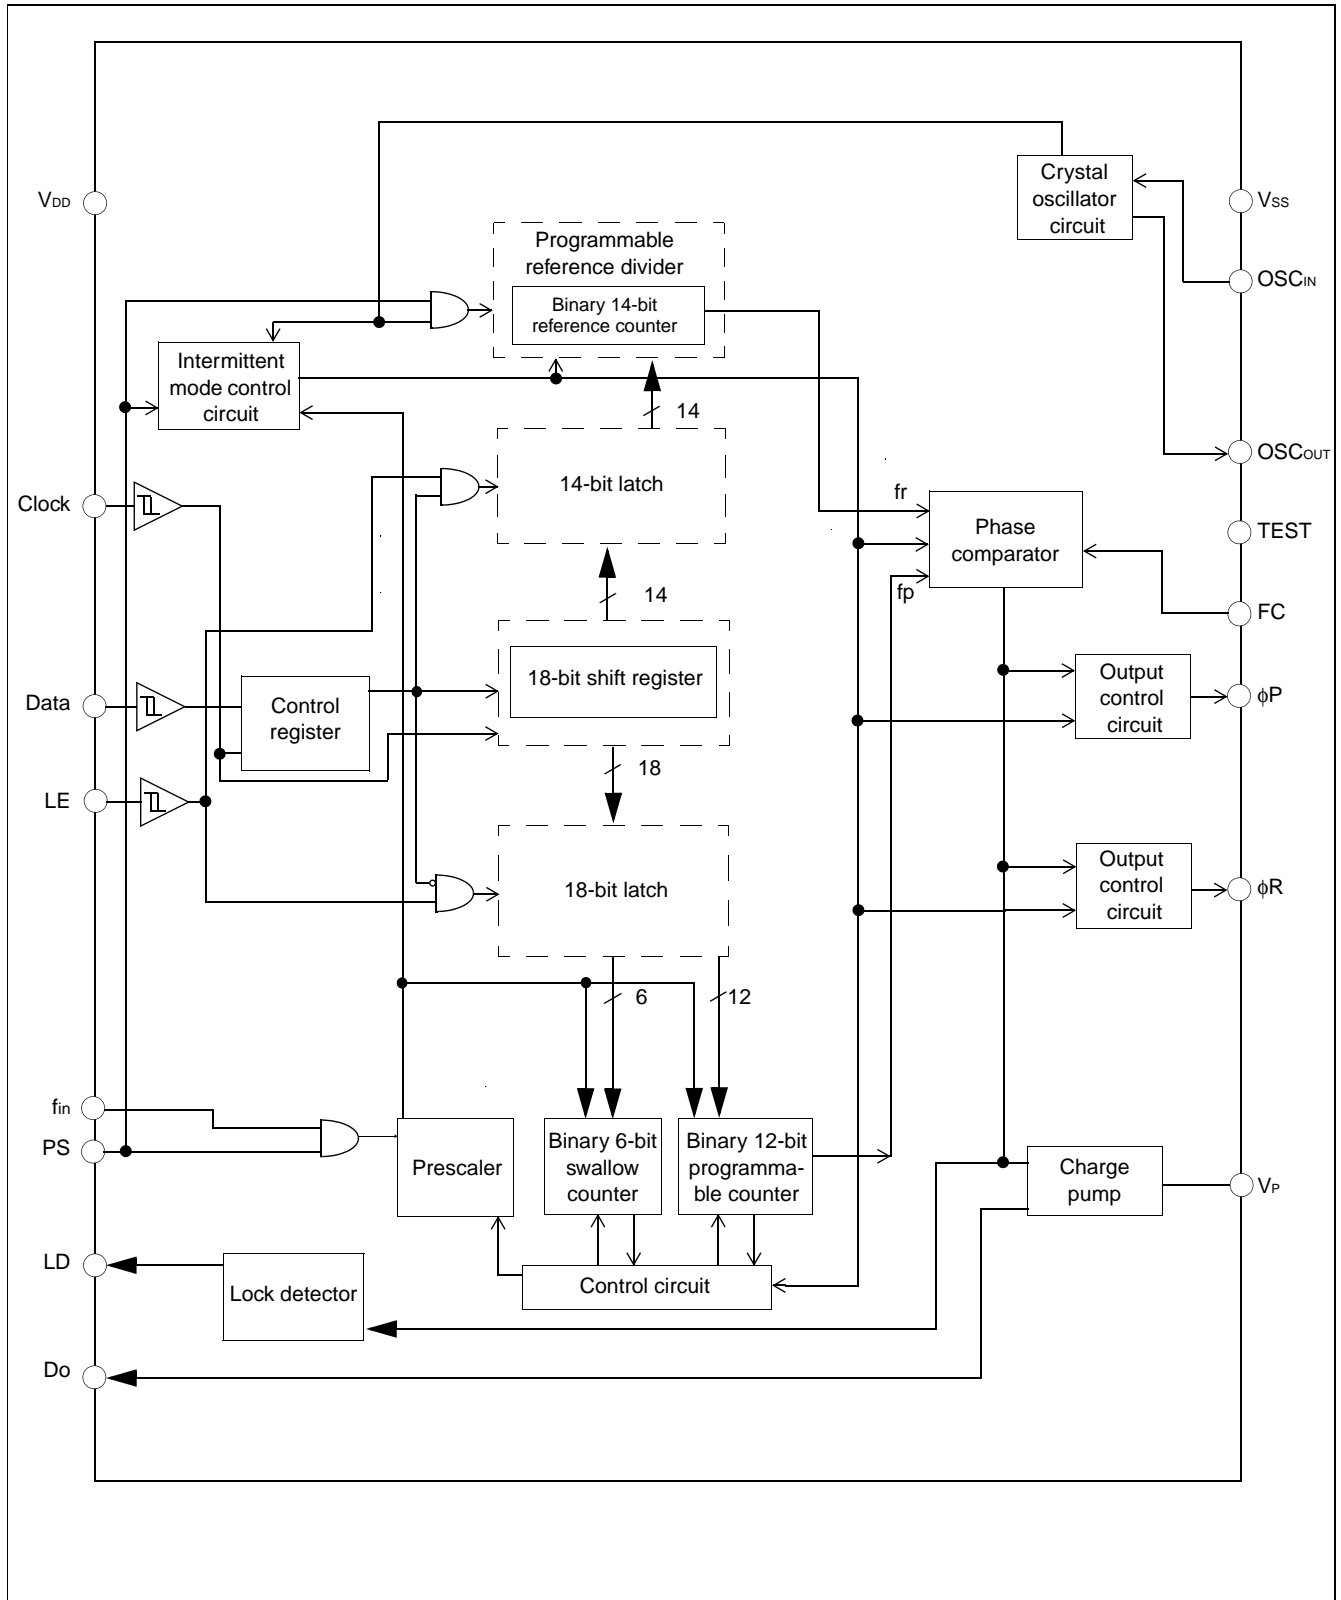 Crystal
oscillator
circuit
VDD
VSS
Programmable
reference divider
OSCIN
Binary 14-bit
reference counter
Intermittent
mode control
circuit
14
OSCOUT
14-bit latch
Clock
fr
Phase
comparator
TEST
fp
14
FC
18-bit shift register
Output
control
circuit
ϕP
Data
Control
register
18
LE
Output
control
circuit
ϕR
18-bit latch
6
12
fin
PS
Prescaler
Binary 6-bit
swallow
counter
Binary 12-bit
programma-
ble counter
Charge
pump
VP
LD
Lock detector
Control circuit
Do